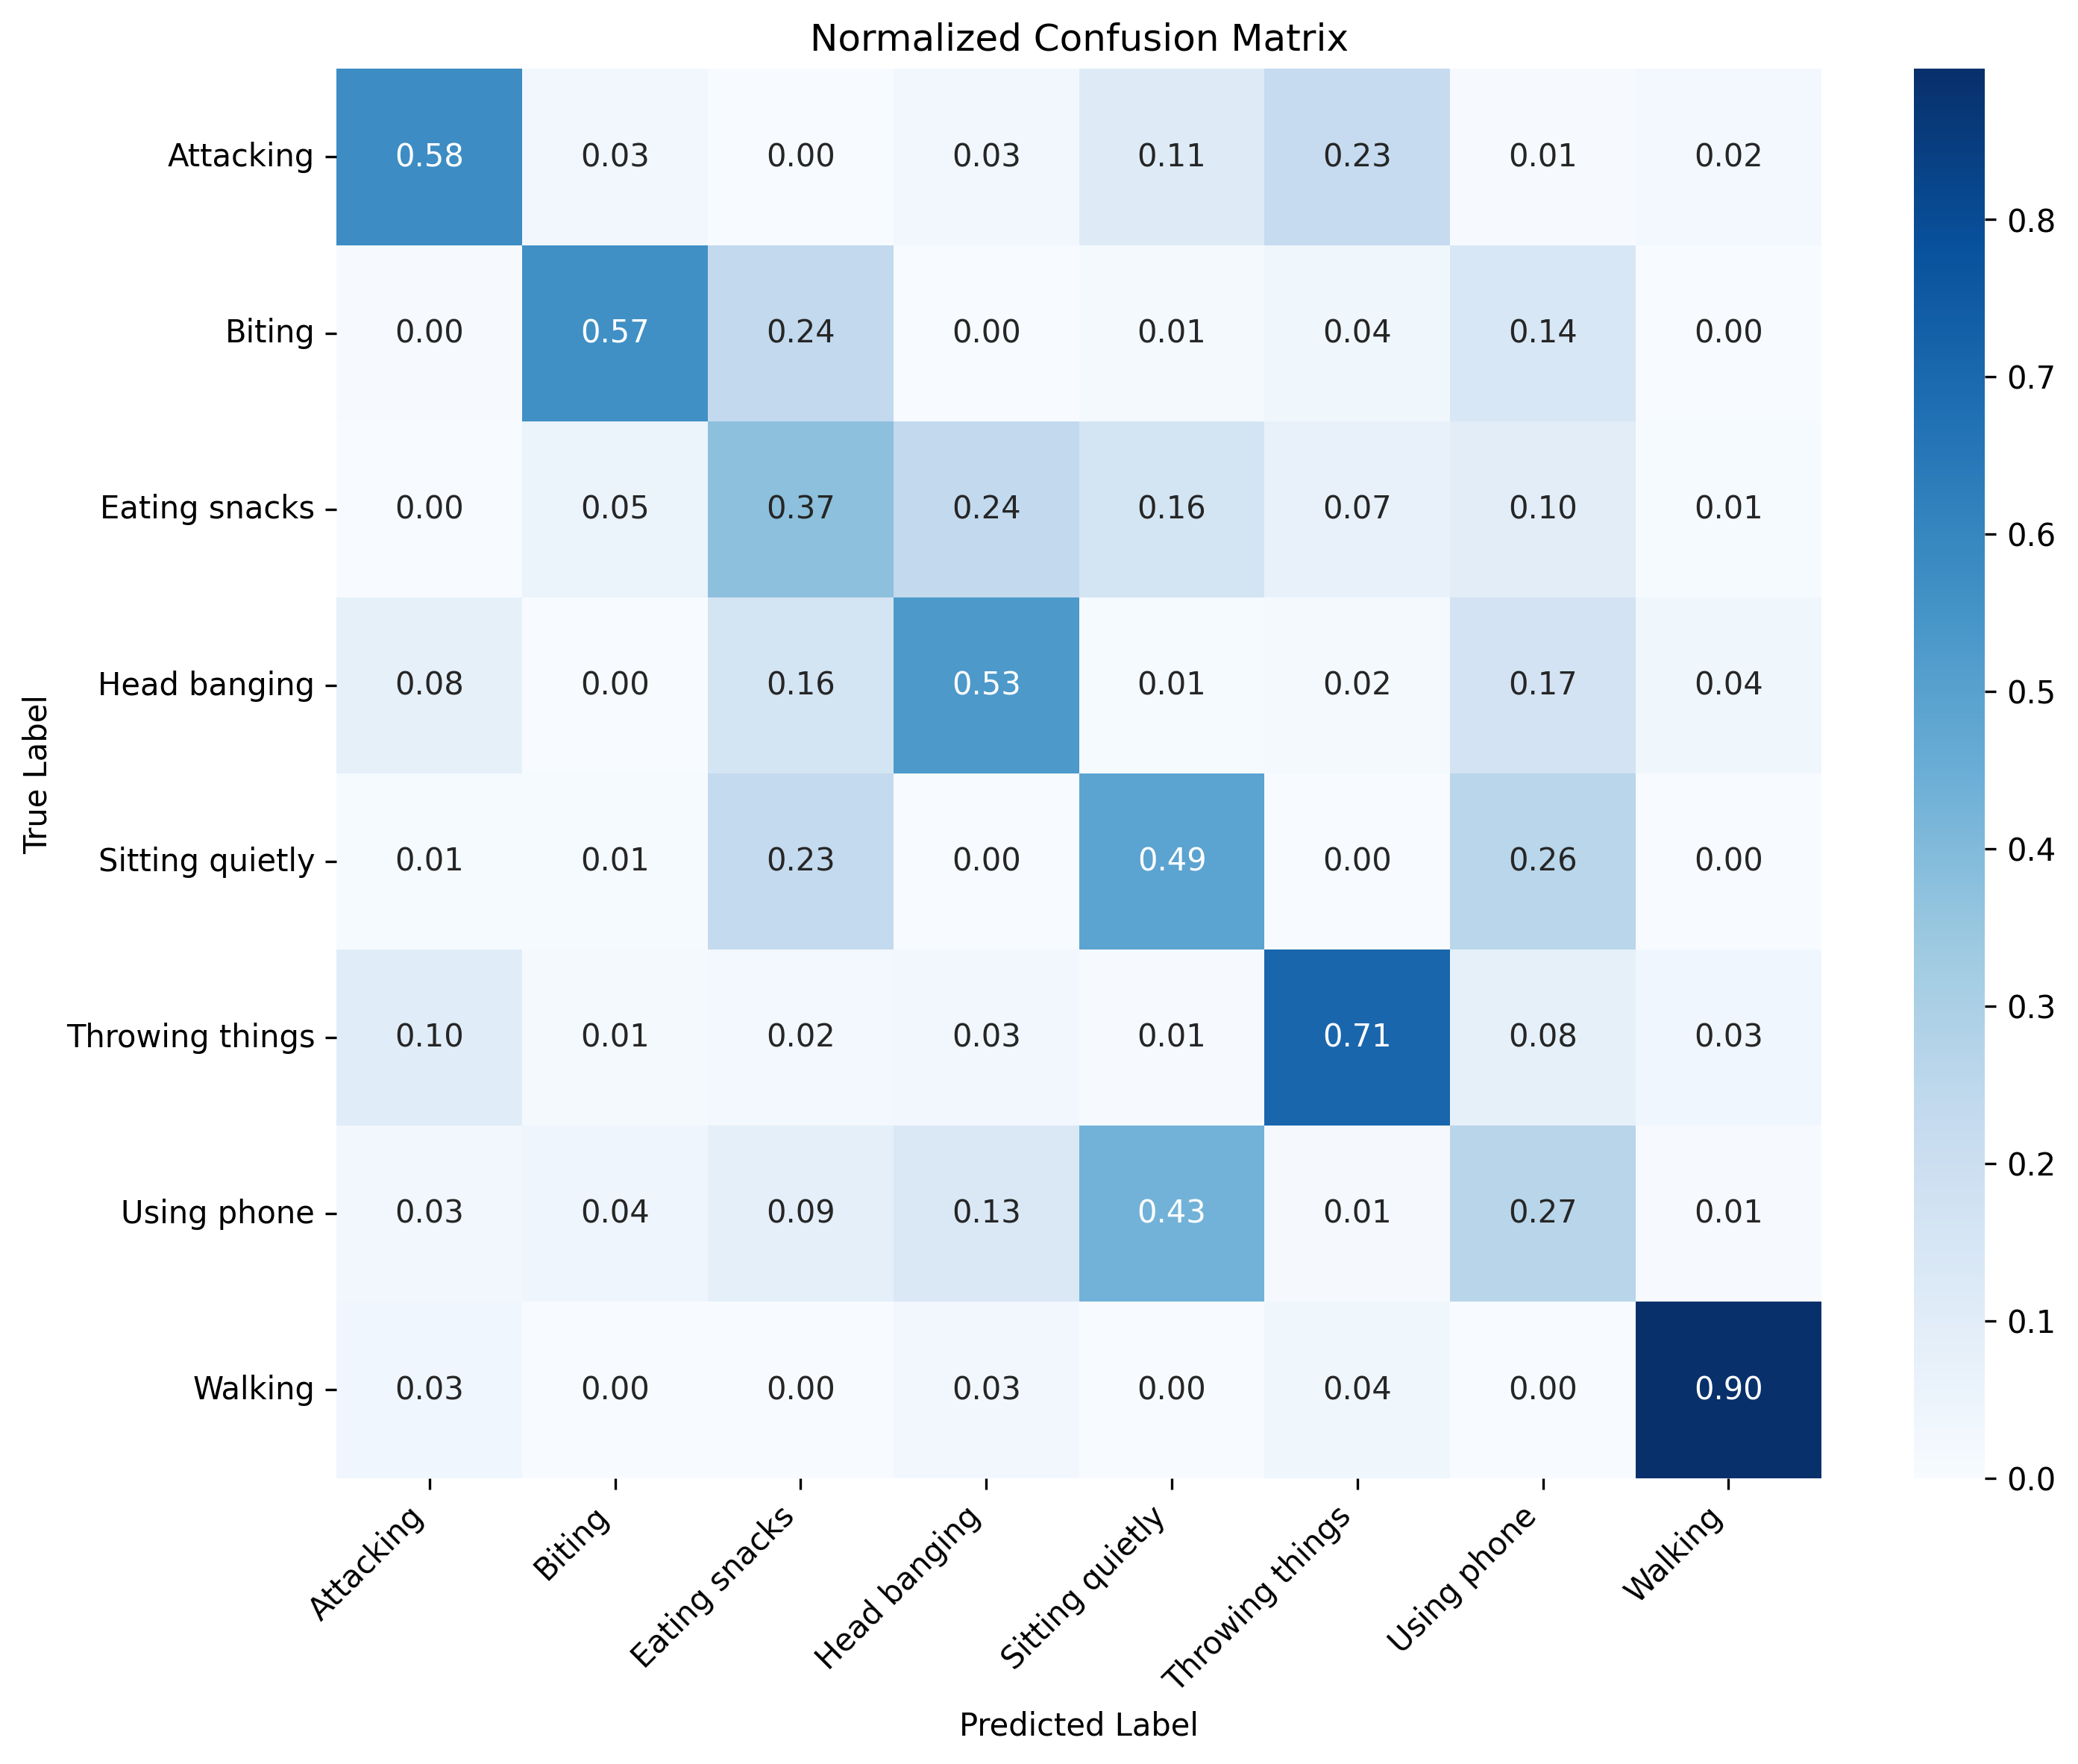 Normalized Confusion Matrix
Attacking 0.58 0.03 0.00 0.03 0.11 0.23 0.01 0.02
Biting 0.00 0.57 0.24 0.00 0.01 0.04 0.14 0.00
Eating snacks 0.00 0.05 0.37 0.24 0.16 0.07 0.10 0.01
Head banging 0.08 0.00 0.16 0.53 0.01 0.02 0.17 0.04
Sitting quietly 0.01 0.01 0.23 0.00 0.49 0.00 0.26 0.00
Throwing things 0.10 0.01 0.02 0.03 0.01 0.71 0.08 0.03
Using phone 0.03 0.04 0.09 0.13 0.43 0.01 0.27 0.01
Walking 0.03 0.00 0.00 0.03 0.00 0.04 0.00 0.90
True Label
Attacking
Biting
Eating snacks
Head banging
Sitting quietly
Throwing things
Using phone
Walking
Predicted Label
0.8
0.7
0.6
0.5
0.4
0.3
0.2
0.1
0.0